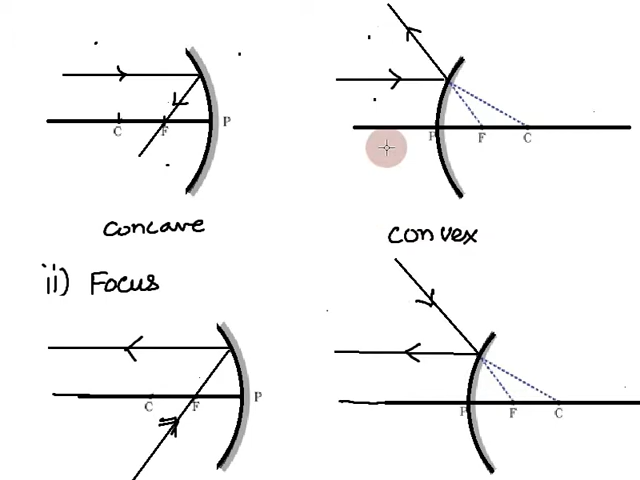 C F P
P F C
concave
convex
ii) Focus
C F P
P F C